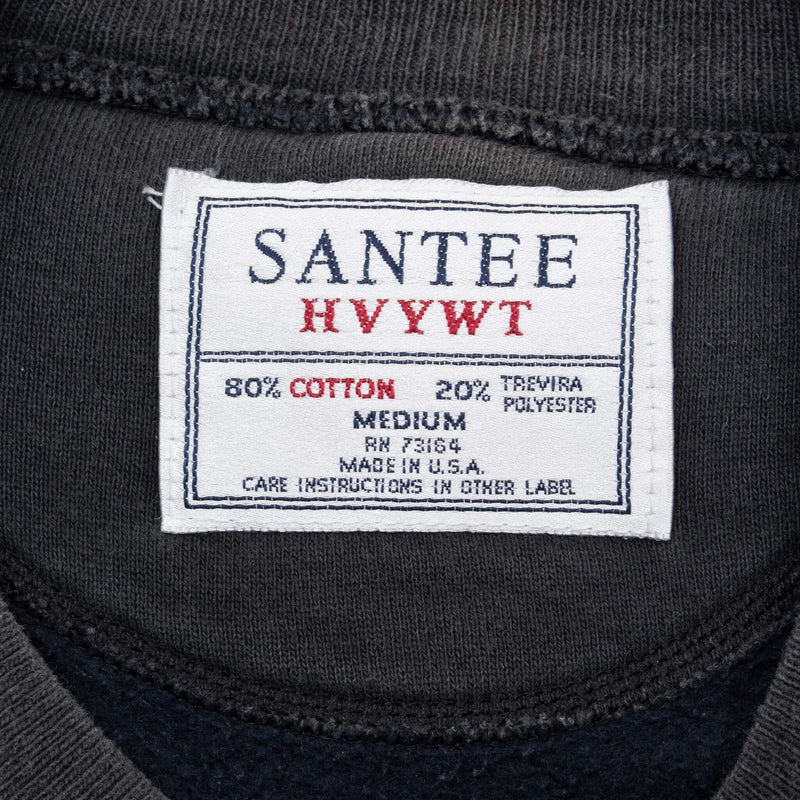 SANTEE
HVYWT
80% COTTON 20% TREVIRA POLYESTER
MEDIUM
RN 73164
MADE IN U.S.A.
CARE INSTRUCTIONS IN OTHER LABEL